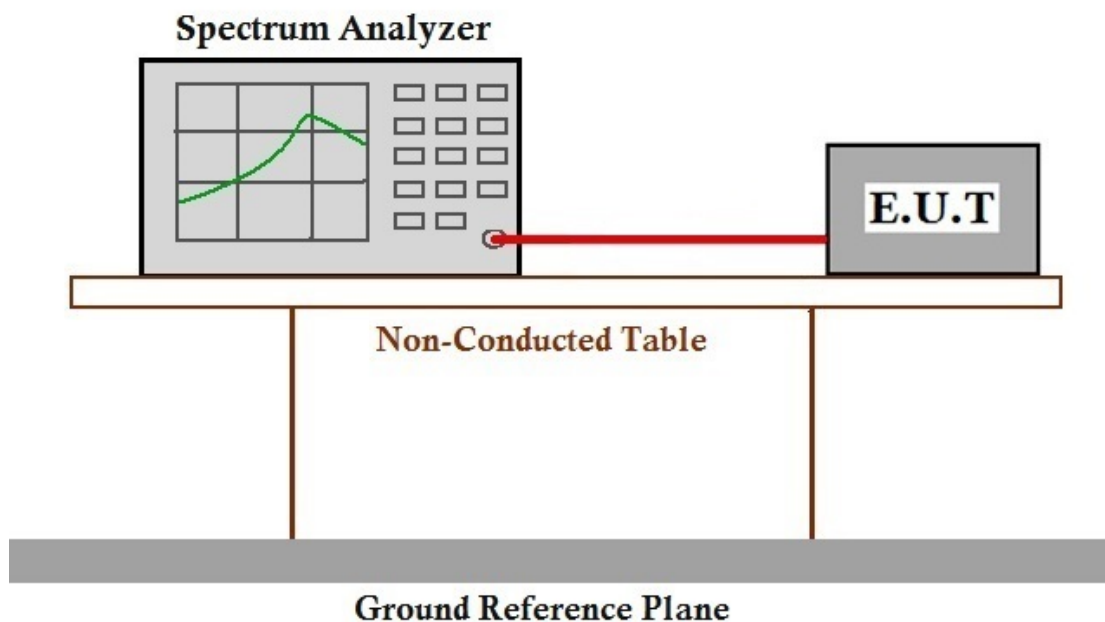 Spectrum Analyzer
E.U.T
Non-Conducted Table
Ground Reference Plane